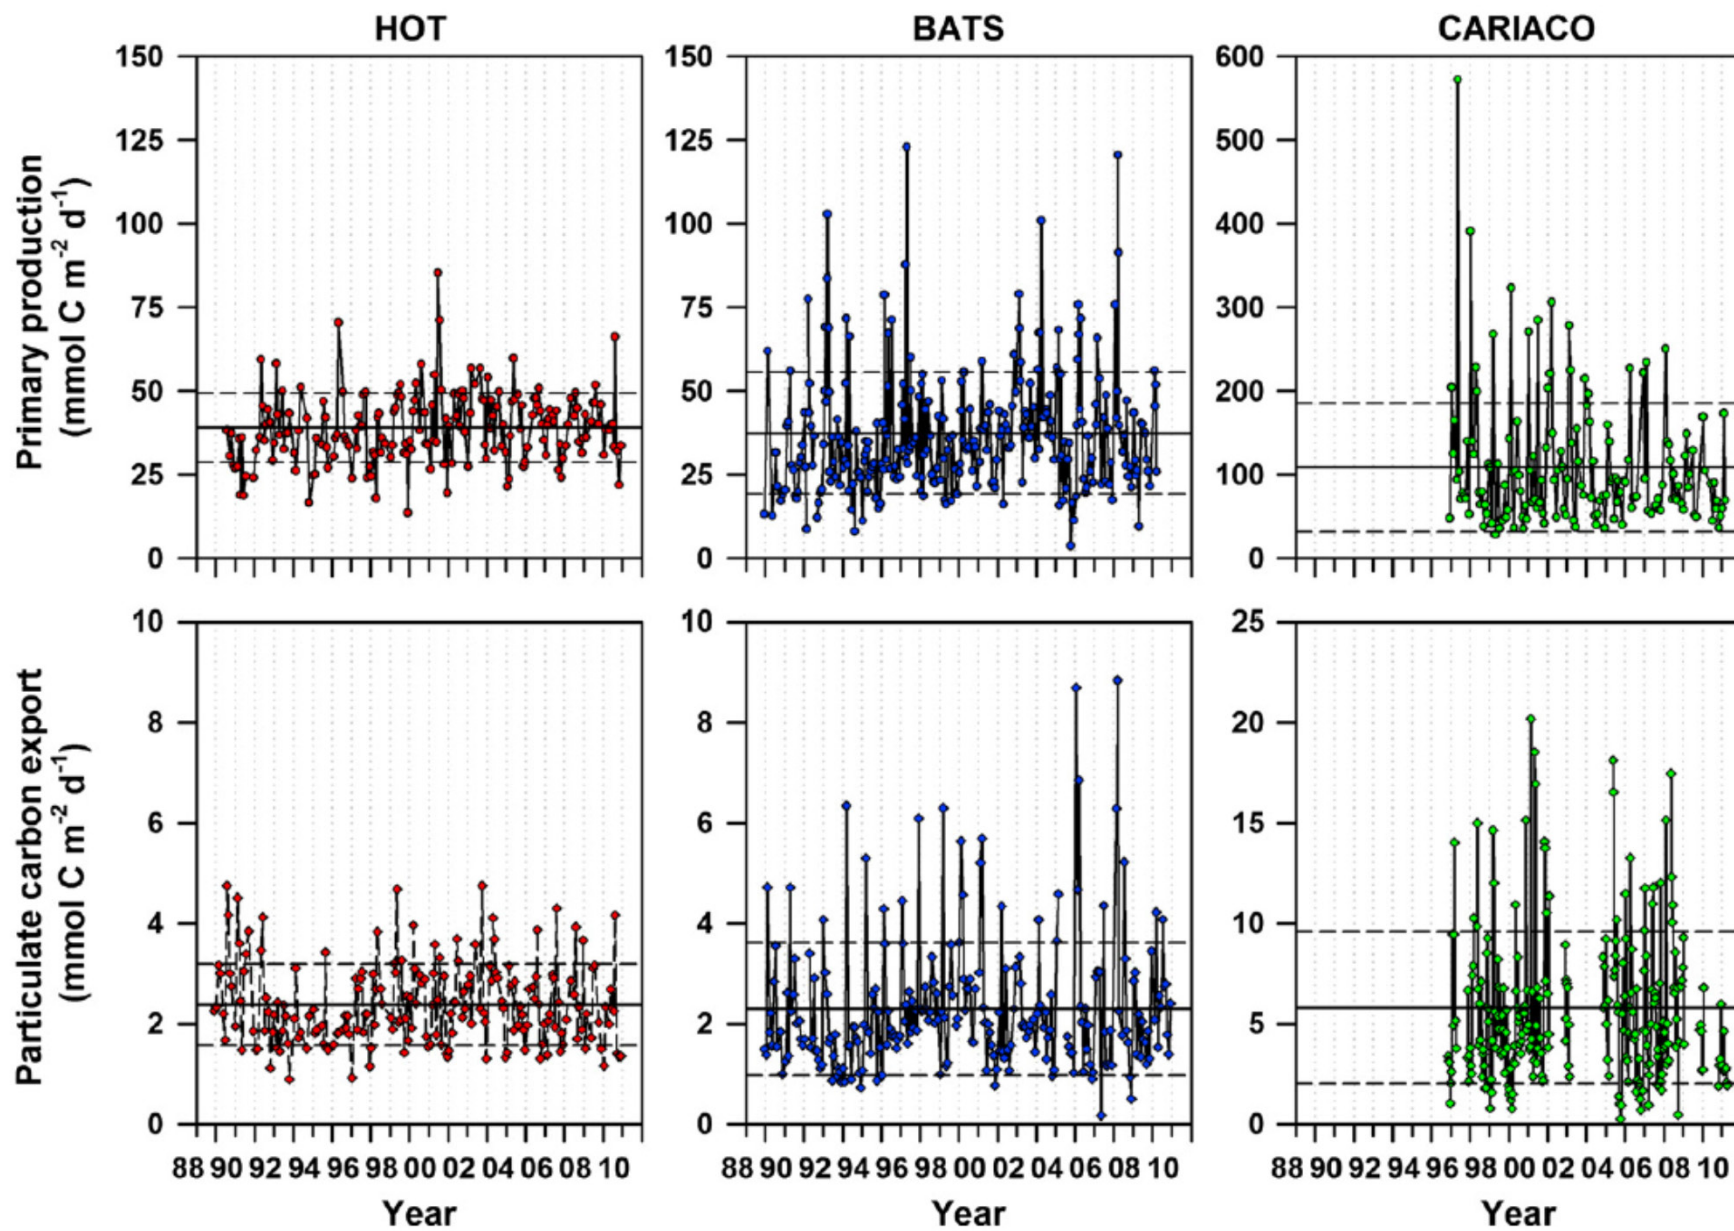 HOT BATS CARIACO
Primary production
(mmol C m-2 d-1)
150 125 100 75 50 25 0
150 125 100 75 50 25 0
600 500 400 300 200 100 0
Particulate carbon export
(mmol C m-2 d-1)
10 8 6 4 2 0
10 8 6 4 2 0
25 20 15 10 5 0
88 90 92 94 96 98 00 02 04 06 08 10
88 90 92 94 96 98 00 02 04 06 08 10
88 90 92 94 96 98 00 02 04 06 08 10
Year Year Year